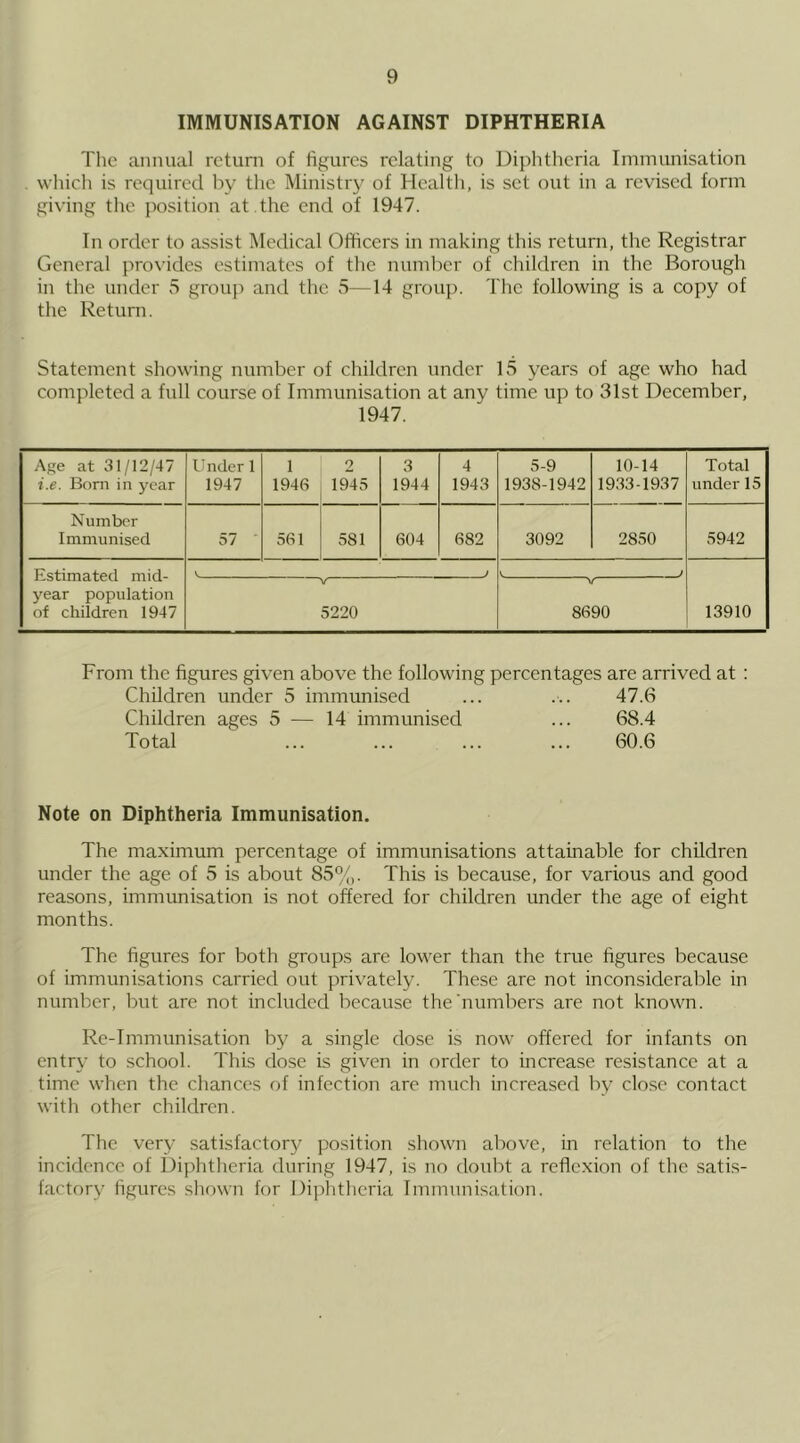 9
IMMUNISATION AGAINST DIPHTHERIA
The annual return of figures relating to Diphtheria Immunisation
which is required by the Ministry of Health, is set out in a revised form
giving the position at the end of 1947.
In order to assist Medical Officers in making this return, the Registrar
General provides estimates of the number of children in the Borough
in the under 5 group and the 5—14 group. The following is a copy of
the Return.
Statement showing number of children under 15 years of age who had
completed a full course of Immunisation at any time up to 31st December,
1947.
Age at 31/12/47 Under 1 1 2 3 4 5-9 10-14 Total
i.e. Born in year 1947 1946 1945 1944 1943 1938-1942 1933-1937 under 15
Number
Immunised 57 561 581 604 682 3092 2850 5942
Estimated mid-
year population
of children 1947 5220 8690 13910
From the figures given above the following percentages are arrived at :
Children under 5 immunised ... ... 47.6
Children ages 5 — 14 immunised ... 68.4
Total ... ... ... ... 60.6
Note on Diphtheria Immunisation.
The maximum percentage of immunisations attainable for children
under the age of 5 is about 85%. This is because, for various and good
reasons, immunisation is not offered for children under the age of eight
months.
The figures for both groups are lower than the true figures because
of immunisations carried out privately. These are not inconsiderable in
number, but are not included because the numbers are not known.
Re-Immunisation by a single dose is now offered for infants on
entry to school. This dose is given in order to increase resistance at a
time when the chances of infection are much increased by close contact
with other children.
The very satisfactory position shown above, in relation to the
incidence of Diphtheria during 1947, is no doubt a reflexion of the satis-
factory figures shown for Diphtheria Immunisation.